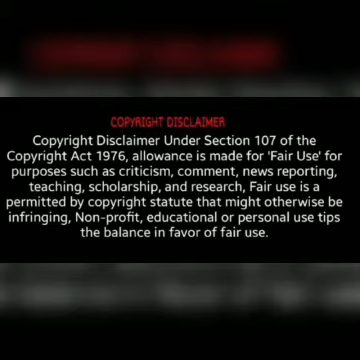 COPYRIGHT DISCLAIMER
Copyright Disclaimer Under Section 107 of the
Copyright Act 1976, allowance is made for 'Fair Use' for
purposes such as criticism, comment, news reporting,
teaching, scholarship, and research, Fair use is a
permitted by copyright statute that might otherwise be
infringing, Non-profit, educational or personal use tips
the balance in favor of fair use.